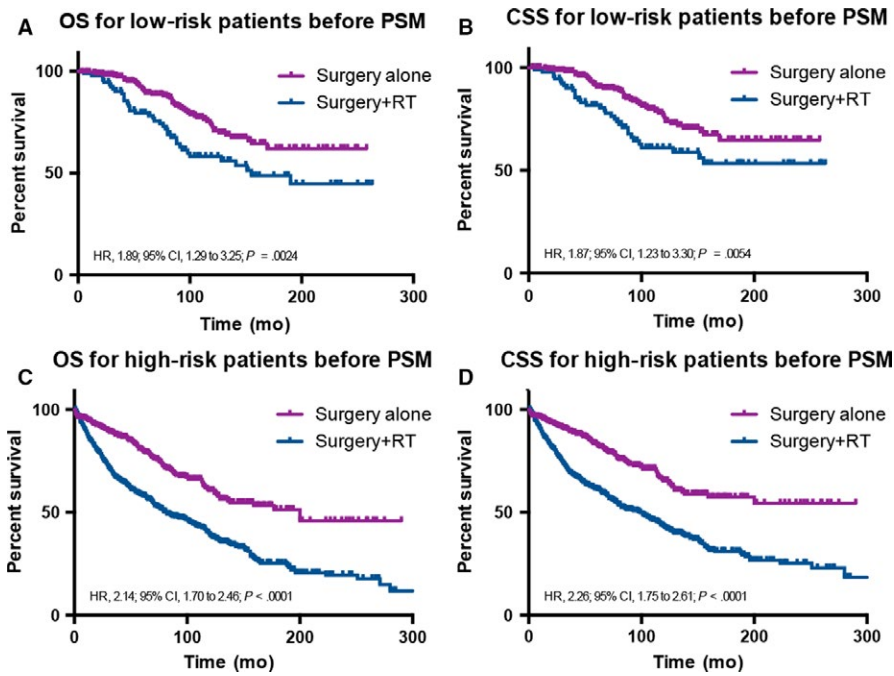 A
OS for low-risk patients before PSM
Percent survival
100
50
0
Surgery alone
Surgery+RT
HR, 1.89; 95% CI, 1.29 to 3.25; P = .0024
0 100 200 300
Time (mo)
B
CSS for low-risk patients before PSM
Percent survival
100
50
0
Surgery alone
Surgery+RT
HR, 1.87; 95% CI, 1.23 to 3.30; P = .0054
0 100 200 300
Time (mo)
C
OS for high-risk patients before PSM
Percent survival
100
50
0
Surgery alone
Surgery+RT
HR, 2.14; 95% CI, 1.70 to 2.46; P < .0001
0 100 200 300
Time (mo)
D
CSS for high-risk patients before PSM
Percent survival
100
50
0
Surgery alone
Surgery+RT
HR, 2.26; 95% CI, 1.75 to 2.61; P < .0001
0 100 200 300
Time (mo)